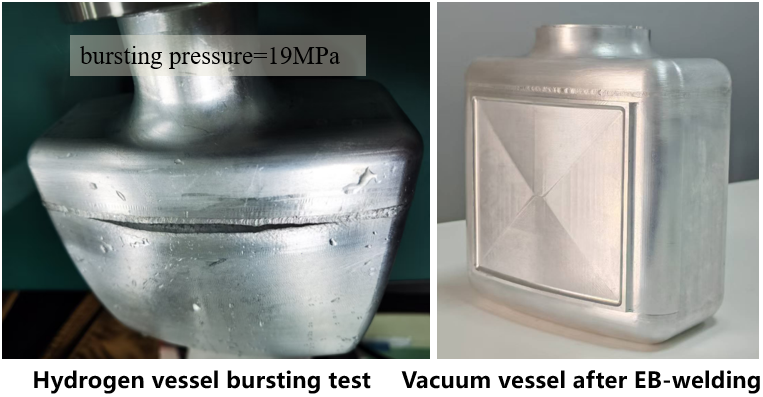 bursting pressure=19MPa
Hydrogen vessel bursting test
Vacuum vessel after EB-welding